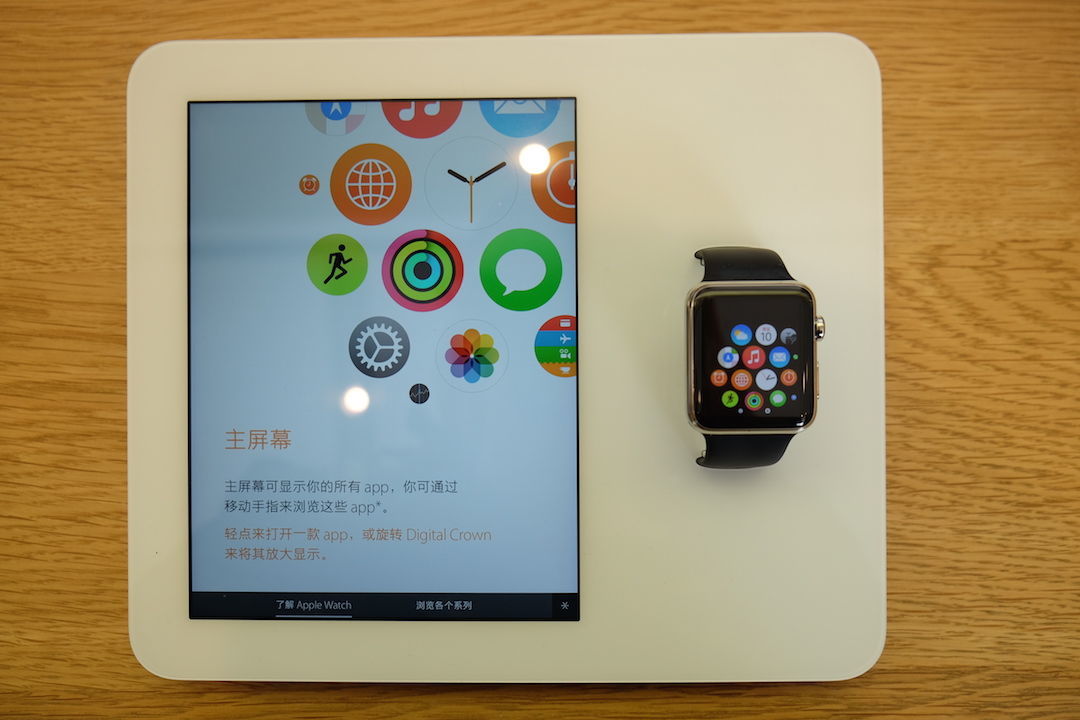 主屏幕
主屏幕可显示你的所有 app，你可通过
移动手指来浏览这些 app*。
轻点来打开一款 app，或旋转 Digital Crown
来将其放大显示。
了解 Apple Watch
浏览各个系列
*
10